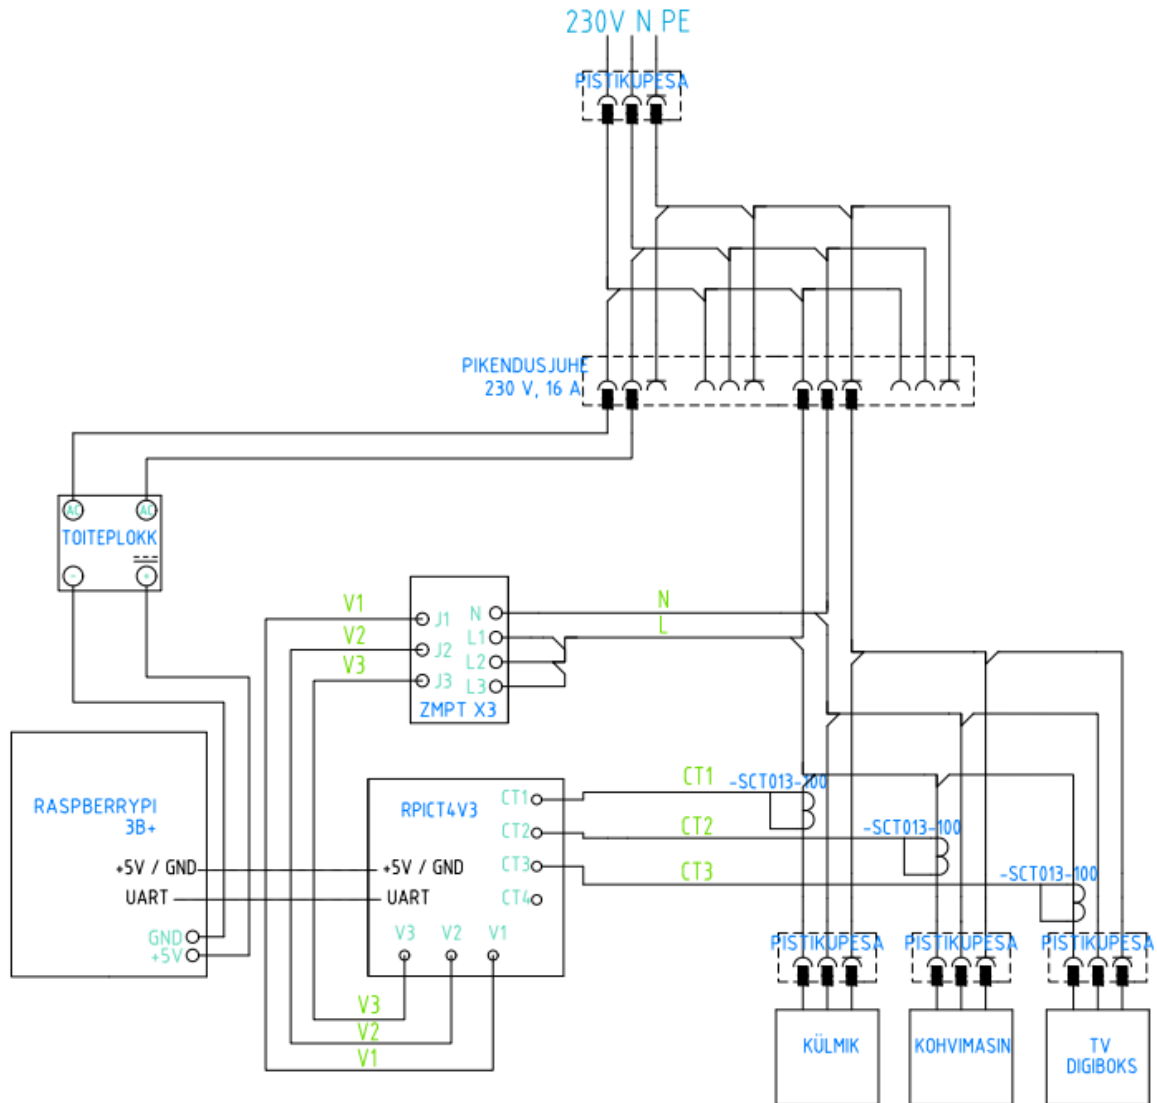 230V N PE
PISTIKUPESA
PIKENDUSJUHE
230 V, 16 A
AC
AC
TOITEPLOKK
-
+
V1
V2
V3
J1
J2
J3
N
L1
L2
L3
ZMPT X3
N
L
RASPBERRYPI
3B+
+5V / GND
UART
GND
+5V
RPICT4V3
+5V / GND
UART
CT1
CT2
CT3
CT4
V3
V2
V1
CT1
CT2
CT3
-SCT013-100
-SCT013-100
-SCT013-100
V3
V2
V1
PISTIKUPESA
PISTIKUPESA
PISTIKUPESA
KÜLMIK
KOHVIMASIN
TV
DIGIBOKS